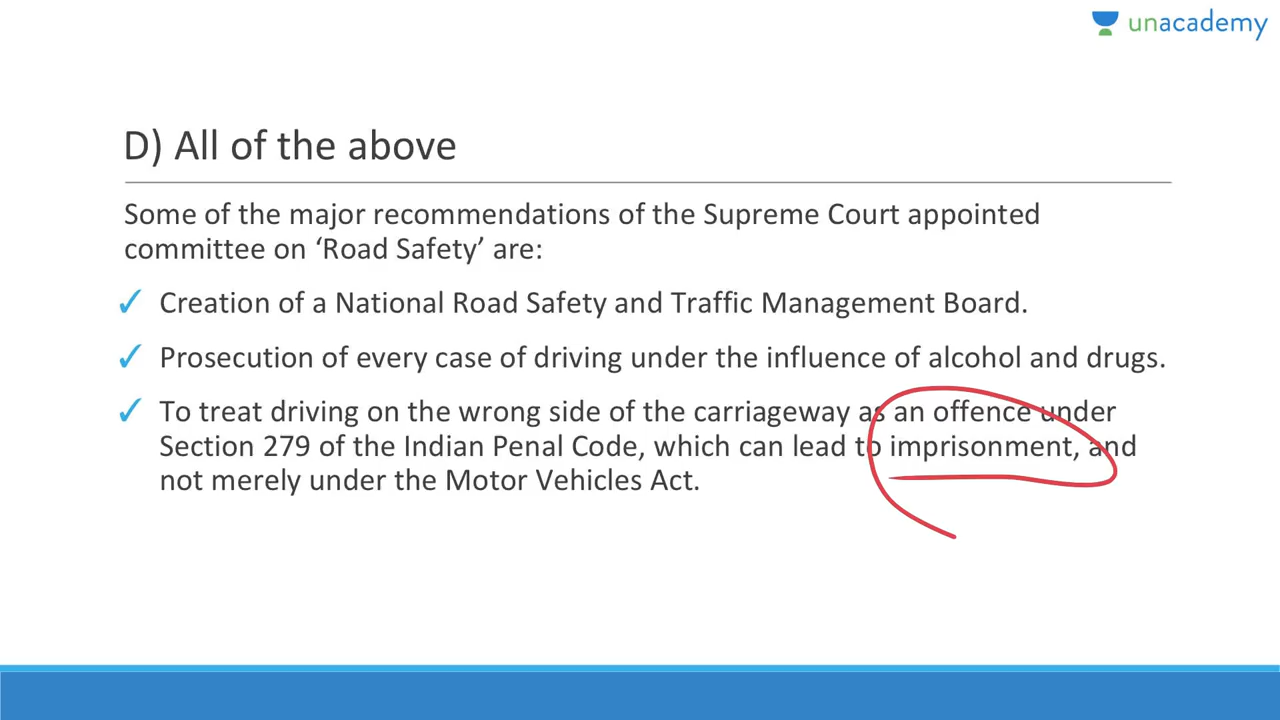 unacademy
D) All of the above
Some of the major recommendations of the Supreme Court appointed
committee on ‘Road Safety’ are:
✓ Creation of a National Road Safety and Traffic Management Board.
✓ Prosecution of every case of driving under the influence of alcohol and drugs.
✓ To treat driving on the wrong side of the carriageway as an offence under
Section 279 of the Indian Penal Code, which can lead to imprisonment, and
not merely under the Motor Vehicles Act.